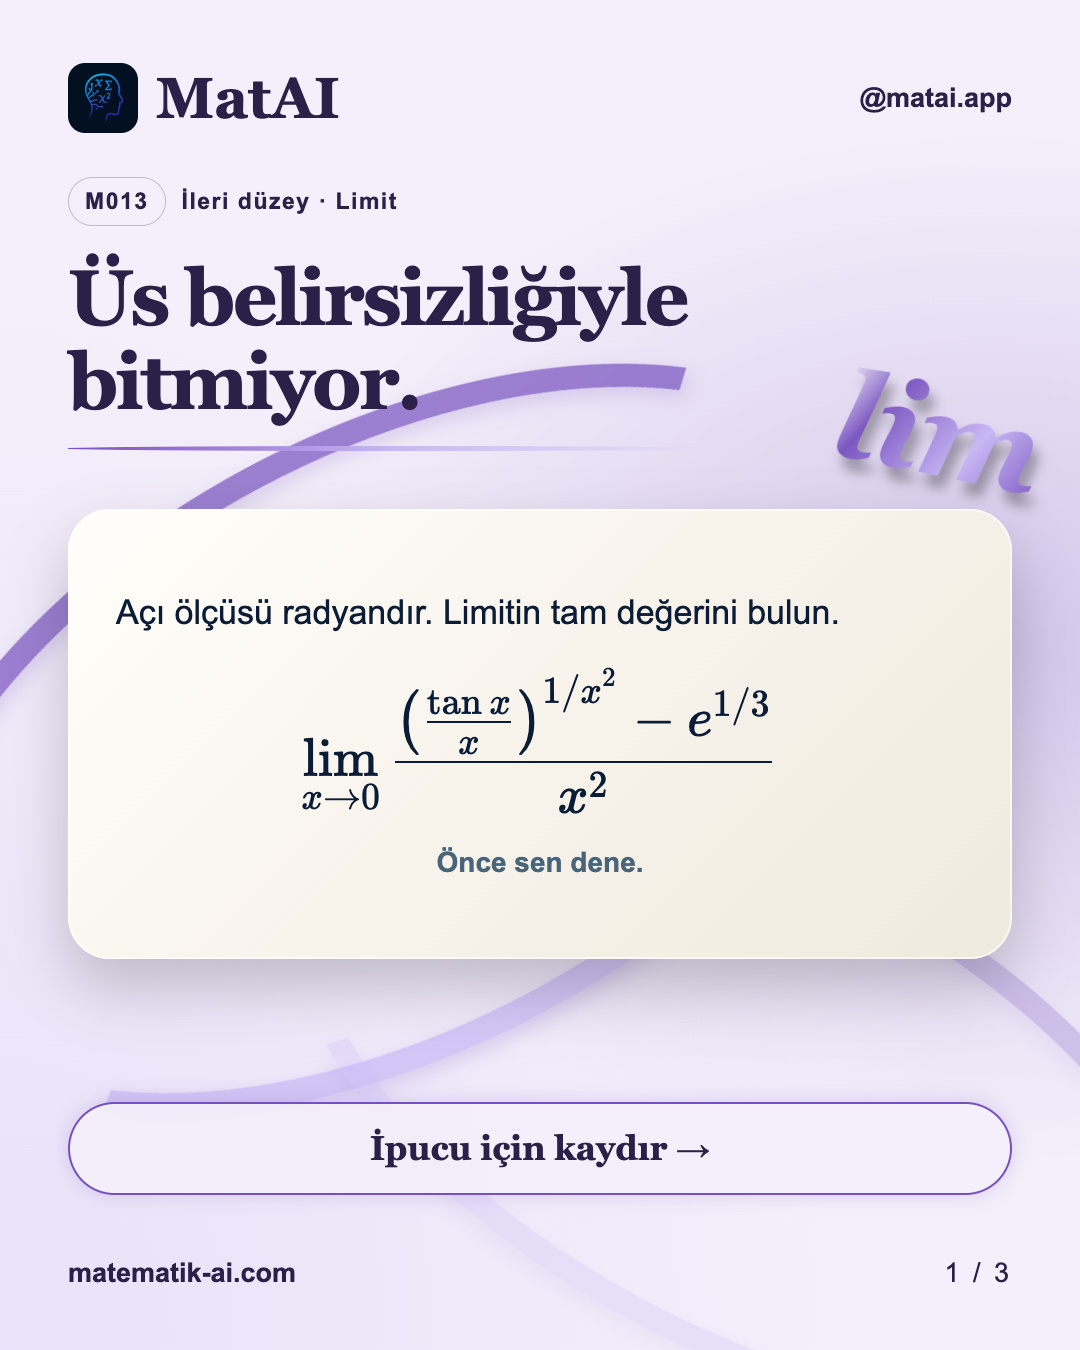 MatAI
@matai.app
M013 İleri düzey · Limit
Üs belirsizliğiyle
bitmiyor.
lim
Açı ölçüsü radyandır. Limitin tam değerini bulun.
lim_{x→0} ((tan x / x)^{1/x²} − e^{1/3}) / x²
Önce sen dene.
İpucu için kaydır →
matematik-ai.com
1 / 3